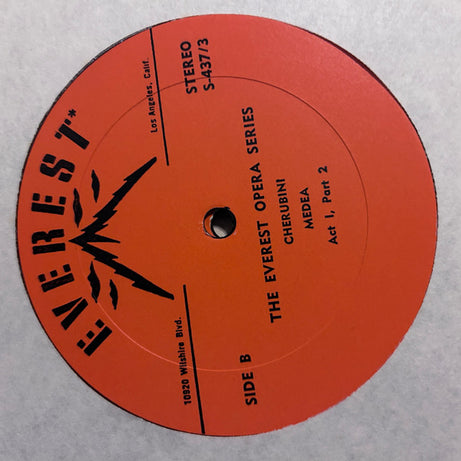 EVEREST*
10920 Wilshire Blvd.
Los Angeles, Calif.
STEREO
S-437/3
SIDE B
THE EVEREST OPERA SERIES
CHERUBINI
MEDEA
Act I, Part 2